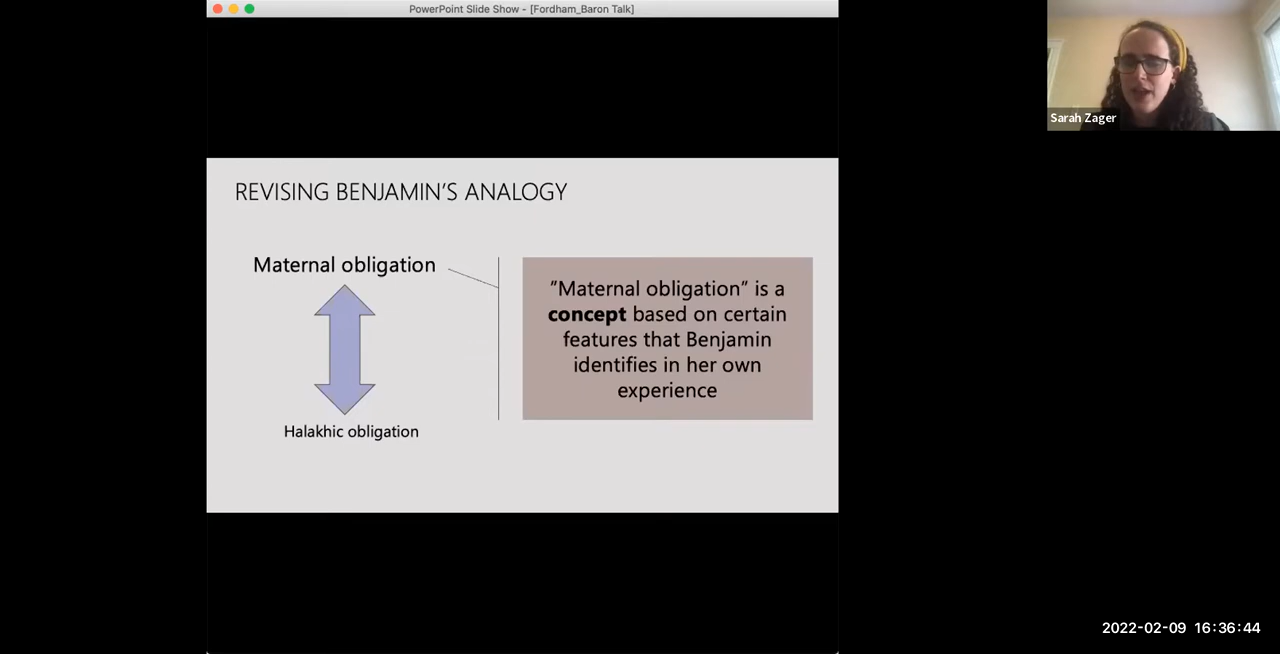 PowerPoint Slide Show - [Fordham_Baron Talk]
Sarah Zager
REVISING BENJAMIN'S ANALOGY
Maternal obligation
Halakhic obligation
"Maternal obligation" is a
concept based on certain
features that Benjamin
identifies in her own
experience
2022-02-09 16:36:44